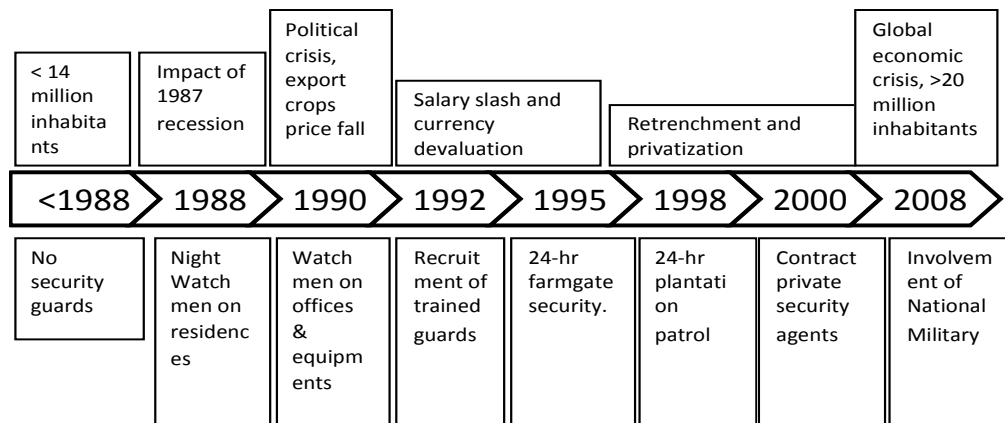 < 14
million
inhabita
nts
Impact of
1987
recession
Political
crisis,
export
crops
price fall
Salary slash and
currency
devaluation
Retrenchment and
privatization
Global
economic
crisis, >20
million
inhabitants
<1988
1988
1990
1992
1995
1998
2000
2008
No
security
guards
Night
Watch
men on
residenc
es
Watch
men on
offices
&
equipm
ents
Recruit
ment of
trained
guards
24-hr
farmgate
security.
24-hr
plantati
on
patrol
Contract
private
security
agents
Involvem
ent of
National
Military